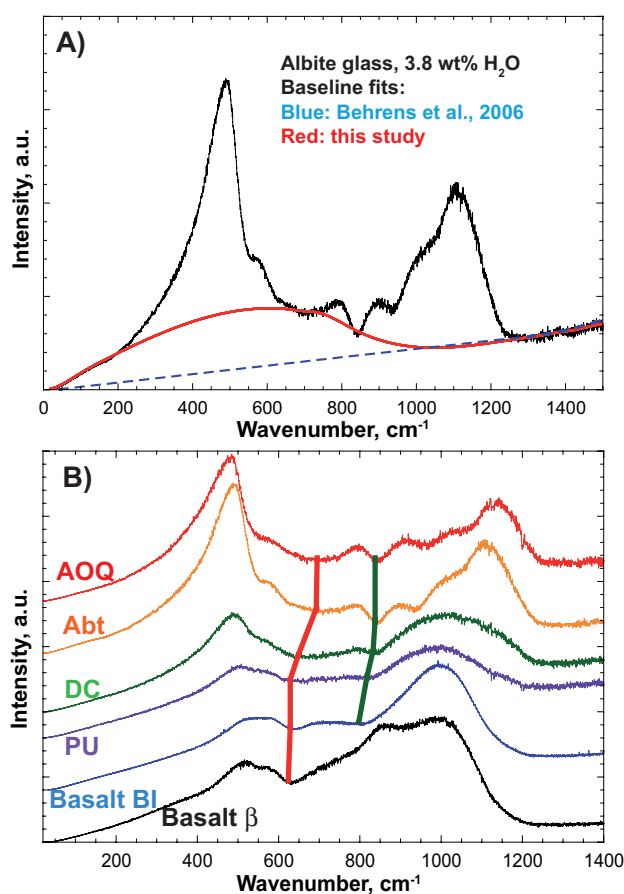 A)
Albite glass, 3.8 wt% H₂O
Baseline fits:
Blue: Behrens et al., 2006
Red: this study
Intensity, a.u.
0 200 400 600 800 1000 1200 1400
Wavenumber, cm⁻¹
B)
AOQ
Abt
DC
PU
Basalt BI
Basalt β
Intensity, a.u.
200 400 600 800 1000 1200 1400
Wavenumber, cm⁻¹